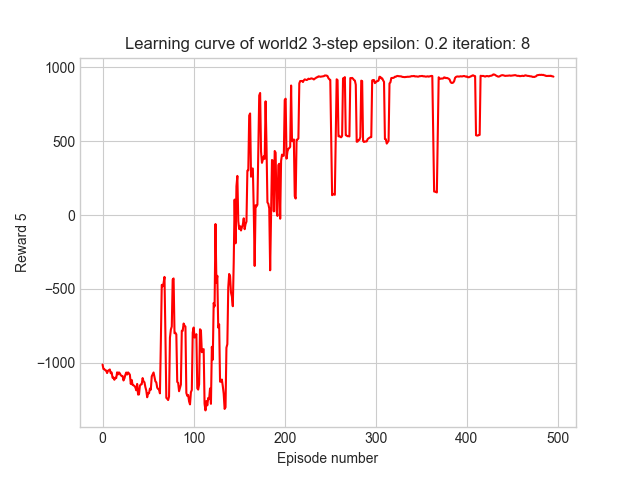 Learning curve of world2 3-step epsilon: 0.2 iteration: 8
1000
500
0
−500
−1000
Reward 5
0 100 200 300 400 500
Episode number